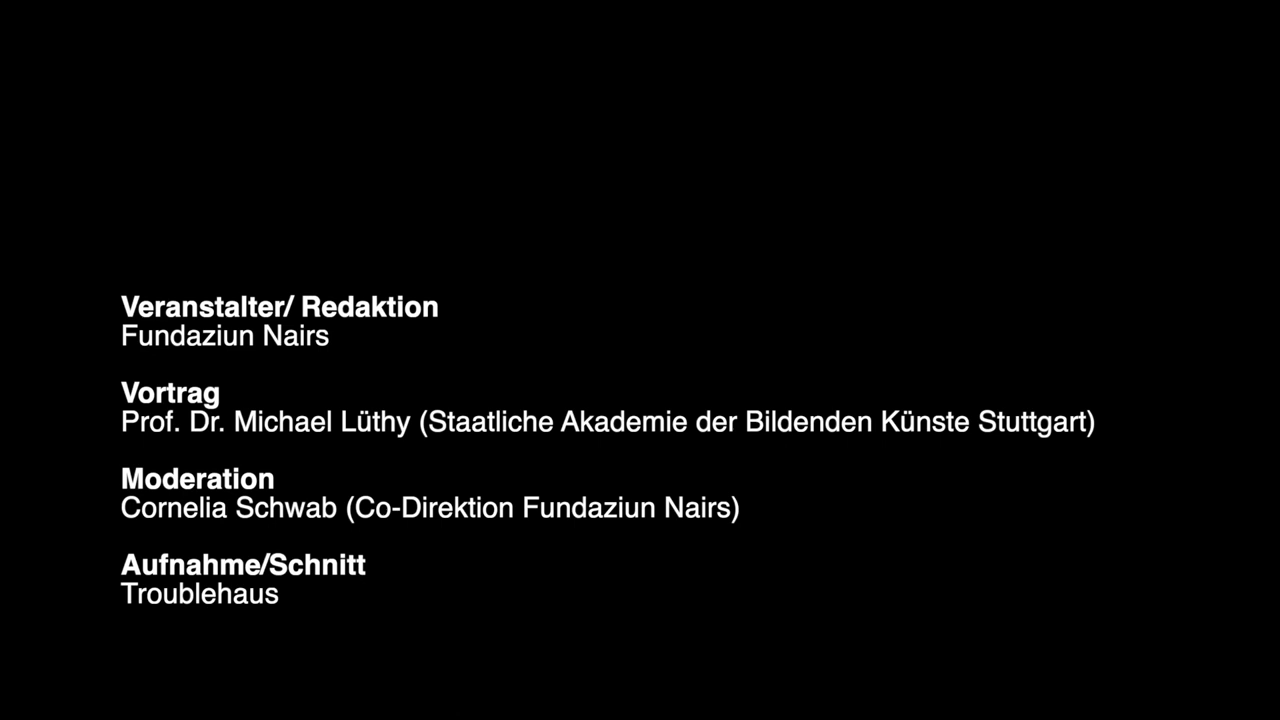 Veranstalter/ Redaktion
Fundaziun Nairs
Vortrag
Prof. Dr. Michael Lüthy (Staatliche Akademie der Bildenden Künste Stuttgart)
Moderation
Cornelia Schwab (Co-Direktion Fundaziun Nairs)
Aufnahme/Schnitt
Troublehaus